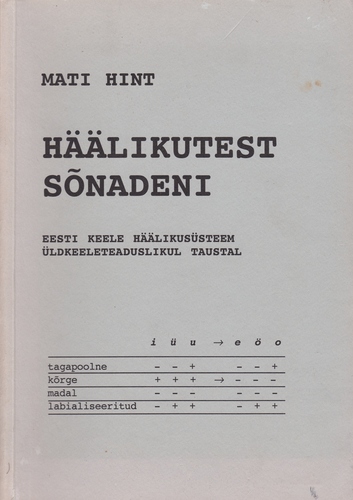 MATI HINT
HÄÄLIKUTEST
SÕNADENI
EESTI KEELE HÄÄLIKUSÜSTEEM
ÜLDKEELETEADUSLIKUL TAUSTAL
i ü u → e ö o
tagapoolne – – + – – +
kõrge + + + → – – –
madal – – – – – –
labialiseeritud – + + – + +